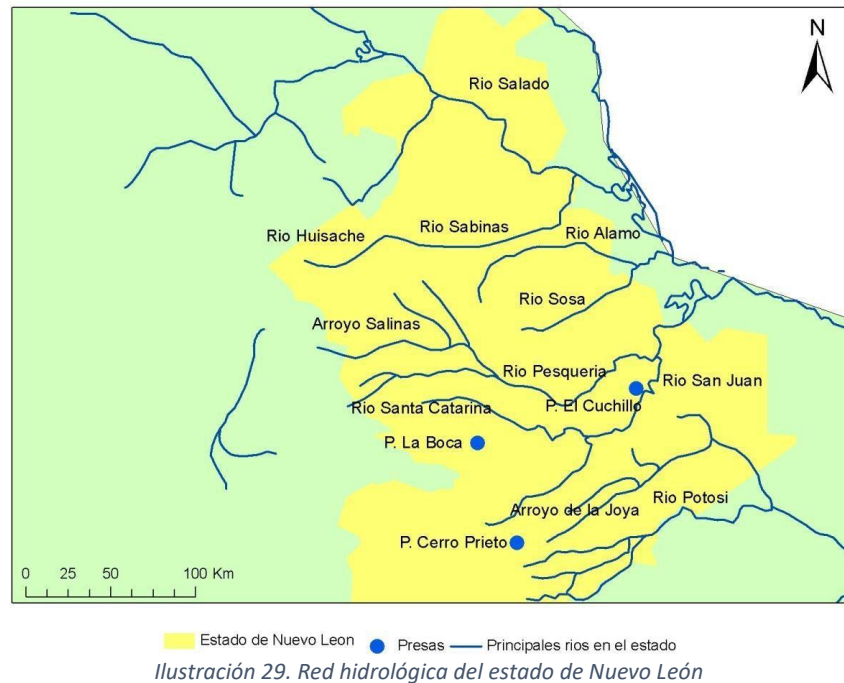 N
Rio Salado
Rio Huisache
Rio Sabinas
Rio Alamo
Rio Sosa
Arroyo Salinas
Rio Pesqueria
Rio San Juan
Rio Santa Catarina
P. El Cuchillo
P. La Boca
Rio Potosi
Arroyo de la Joya
P. Cerro Prieto
0 25 50 100 Km
Estado de Nuevo Leon Presas Principales rios en el estado
Ilustración 29. Red hidrológica del estado de Nuevo León